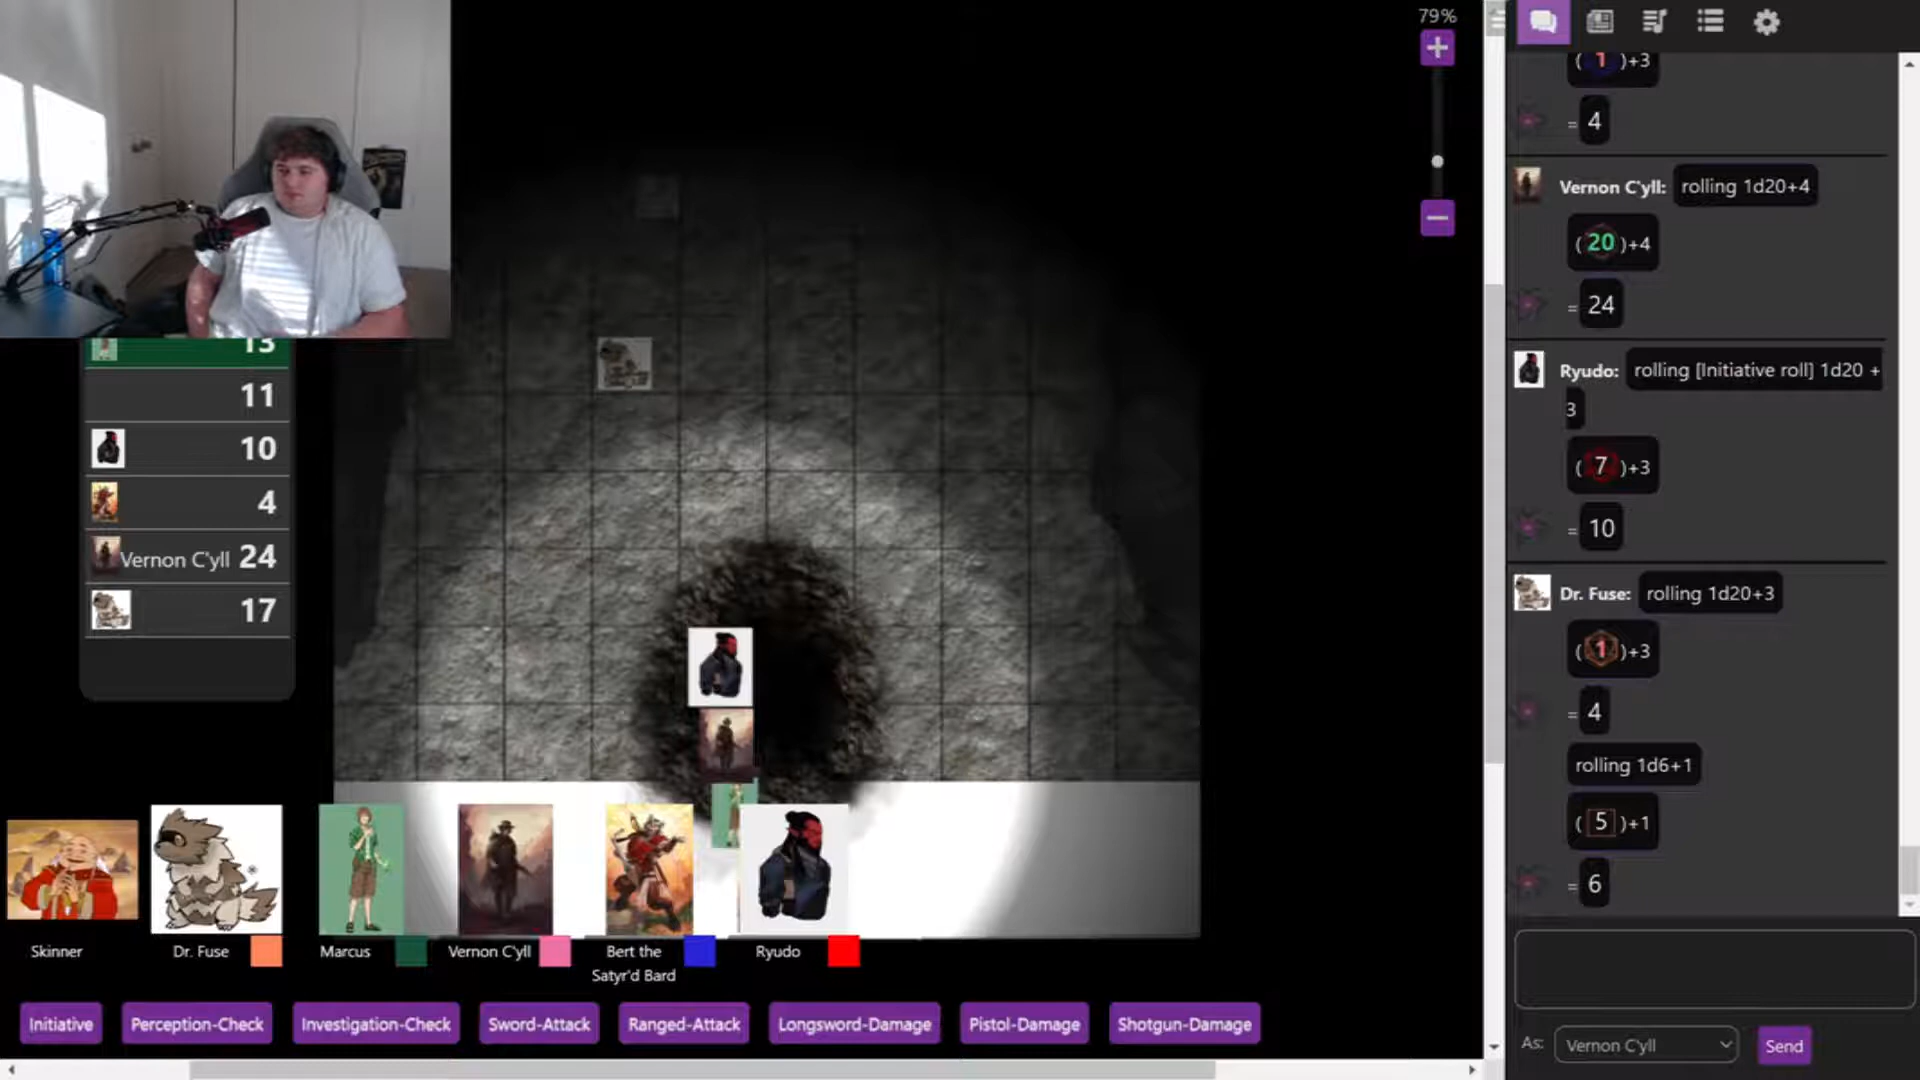 79%
13
11
10
4
Vernon C'yll 24
17
Skinner
Dr. Fuse
Marcus
Vernon C'yll
Bert the
Satyr'd Bard
Ryudo
Initiative
Perception-Check
Investigation-Check
Sword-Attack
Ranged-Attack
Longsword-Damage
Pistol-Damage
Shotgun-Damage
(1)+3
= 4
Vernon C'yll: rolling 1d20+4
(20)+4
= 24
Ryudo: rolling [Initiative roll] 1d20 +
3
(7)+3
= 10
Dr. Fuse: rolling 1d20+3
(1)+3
= 4
rolling 1d6+1
(5)+1
= 6
As: Vernon C'yll
Send